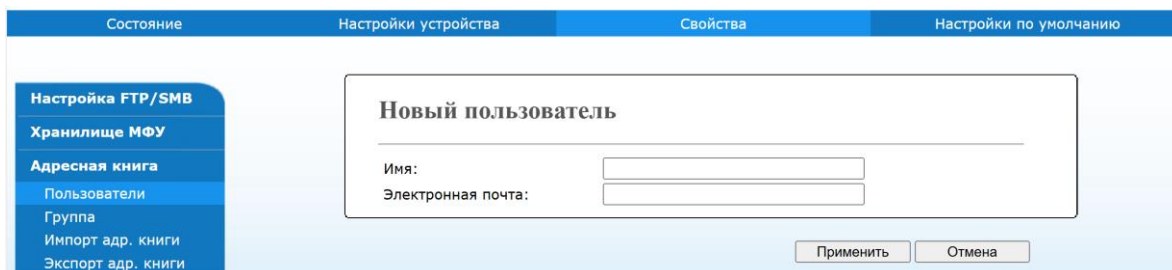 Состояние Настройки устройства Свойства Настройки по умолчанию
Настройка FTP/SMB
Хранилище МФУ
Адресная книга
Пользователи
Группа
Импорт адр. книги
Экспорт адр. книги
Новый пользователь
Имя:
Электронная почта:
Применить Отмена